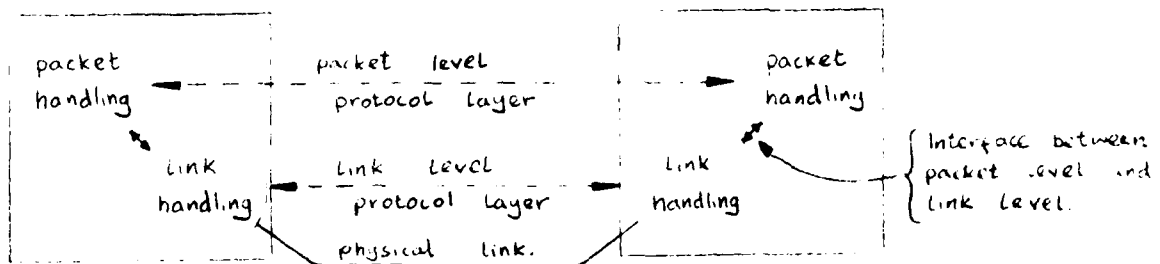 packet handling
packet level protocol layer
packet handling
link handling
link level protocol layer
physical link.
link handling
Interface between
packet level and
link level.